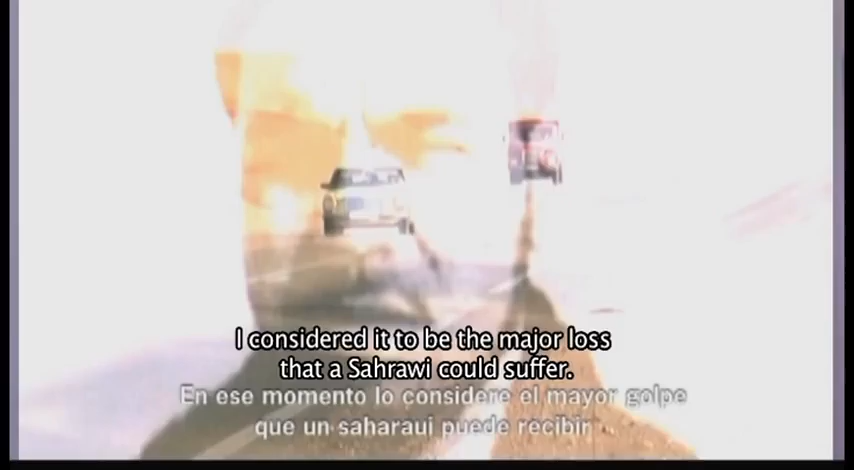 I considered it to be the major loss
that a Sahrawi could suffer.
En ese momento lo considere el mayor golpe
que un saharaui puede recibir